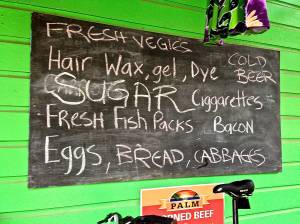 FRESH VEGIES
Hair Wax, gel, Dye
COLD
BEER
SUGAR Ciggarettes
FRESH FISH PACKS BACON
EGGS, BREAD, CABBAGES
PALM
CORNED BEEF